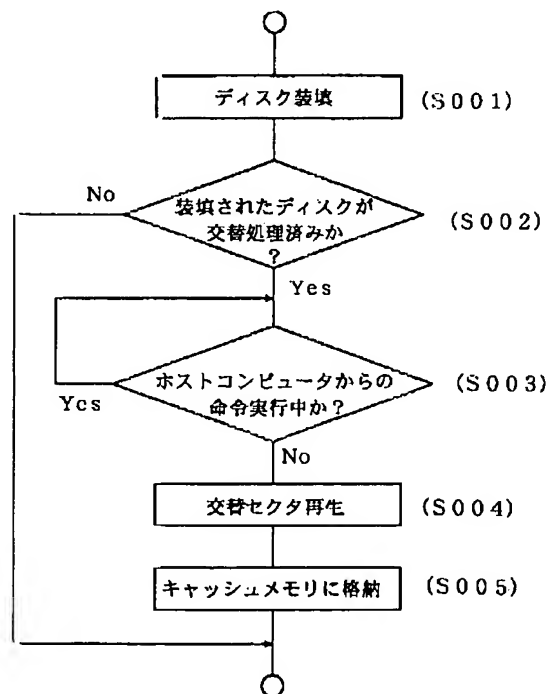 ディスク装填
(S001)
No
装填されたディスクが
交替処理済みか
?
(S002)
Yes
ホストコンピュータからの
命令実行中か?
(S003)
Yes
No
交替セクタ再生
(S004)
キャッシュメモリに格納
(S005)